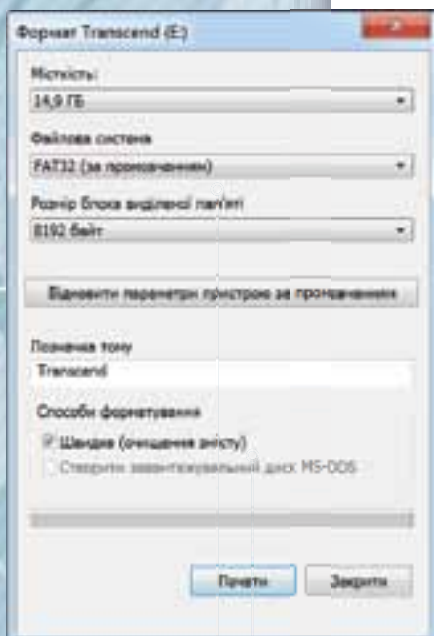 Формат Transcend (E:)
Місткість:
14,9 ГБ
Файлова система
FAT32 (за промовчанням)
Розмір блока виділеної пам'яті
8192 байт
Відновити параметри пристрою за промовчанням
Позначка тому
Transcend
Способи форматування
Швидке (очищення змісту)
Створити завантажувальний диск MS-DOS
Почати
Закрити